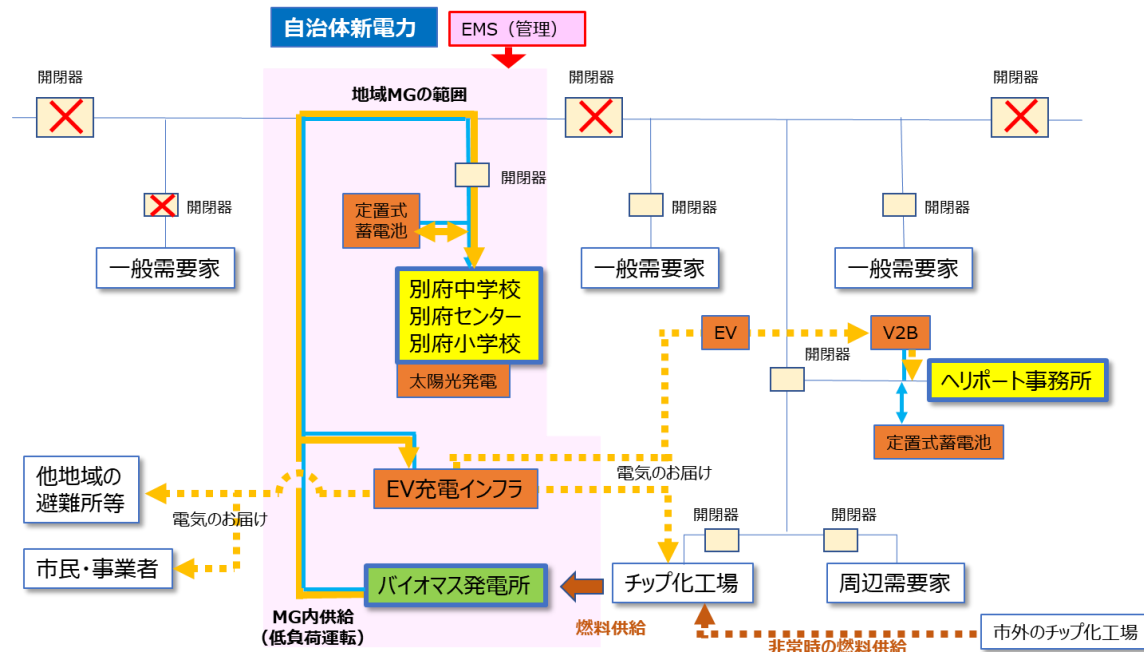 自治体新電力
EMS（管理）
開閉器
地域MGの範囲
開閉器
開閉器
開閉器
開閉器
開閉器
開閉器
定置式
蓄電池
一般需要家
一般需要家
一般需要家
別府中学校
別府センター
別府小学校
太陽光発電
EV
V2B
開閉器
ヘリポート事務所
定置式蓄電池
他地域の
避難所等
電気のお届け
EV充電インフラ
電気のお届け
開閉器
開閉器
市民・事業者
バイオマス発電所
チップ化工場
周辺需要家
MG内供給
（低負荷運転）
燃料供給
市外のチップ化工場
非常時の燃料供給